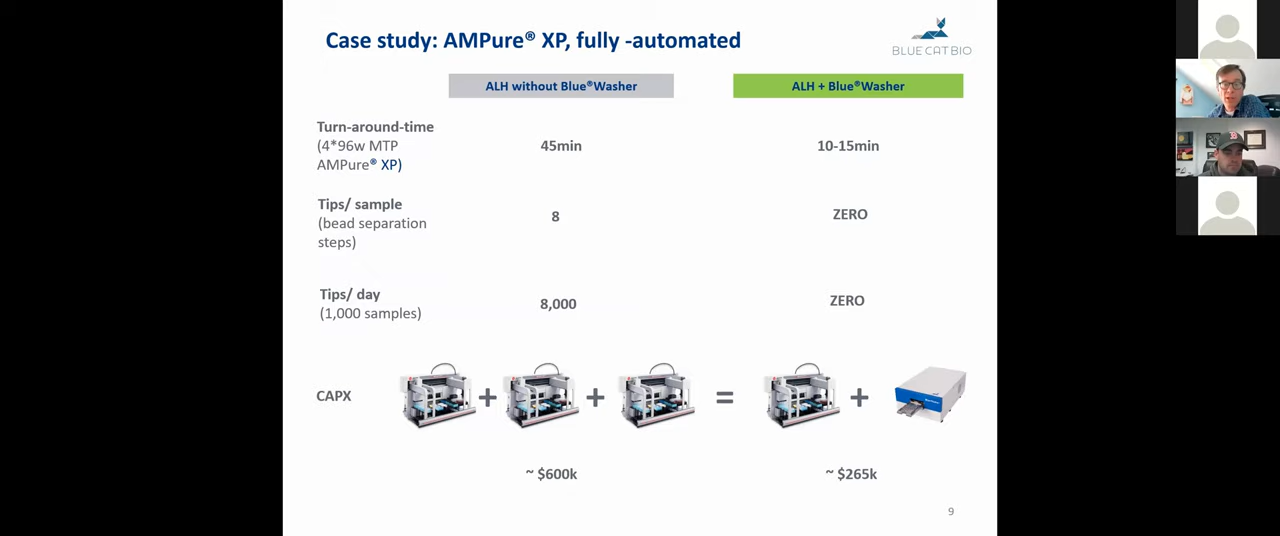 Case study: AMPure® XP, fully -automated
BLUE CAT BIO
ALH without Blue®Washer
ALH + Blue®Washer
Turn-around-time
(4*96w MTP
AMPure® XP)
45min
10-15min
Tips/ sample
(bead separation
steps)
8
ZERO
Tips/ day
(1,000 samples)
8,000
ZERO
CAPX
+
+
=
+
~ $600k
~ $265k
9